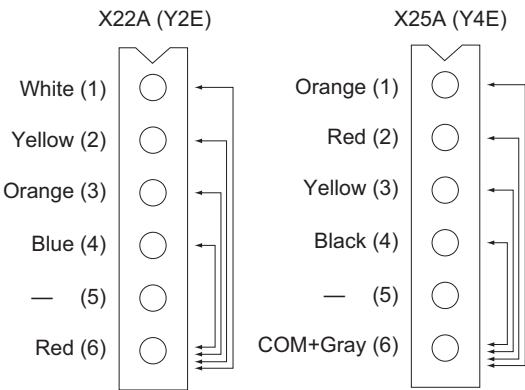 X22A (Y2E)
White (1)
Yellow (2)
Orange (3)
Blue (4)
— (5)
Red (6)
X25A (Y4E)
Orange (1)
Red (2)
Yellow (3)
Black (4)
— (5)
COM+Gray (6)